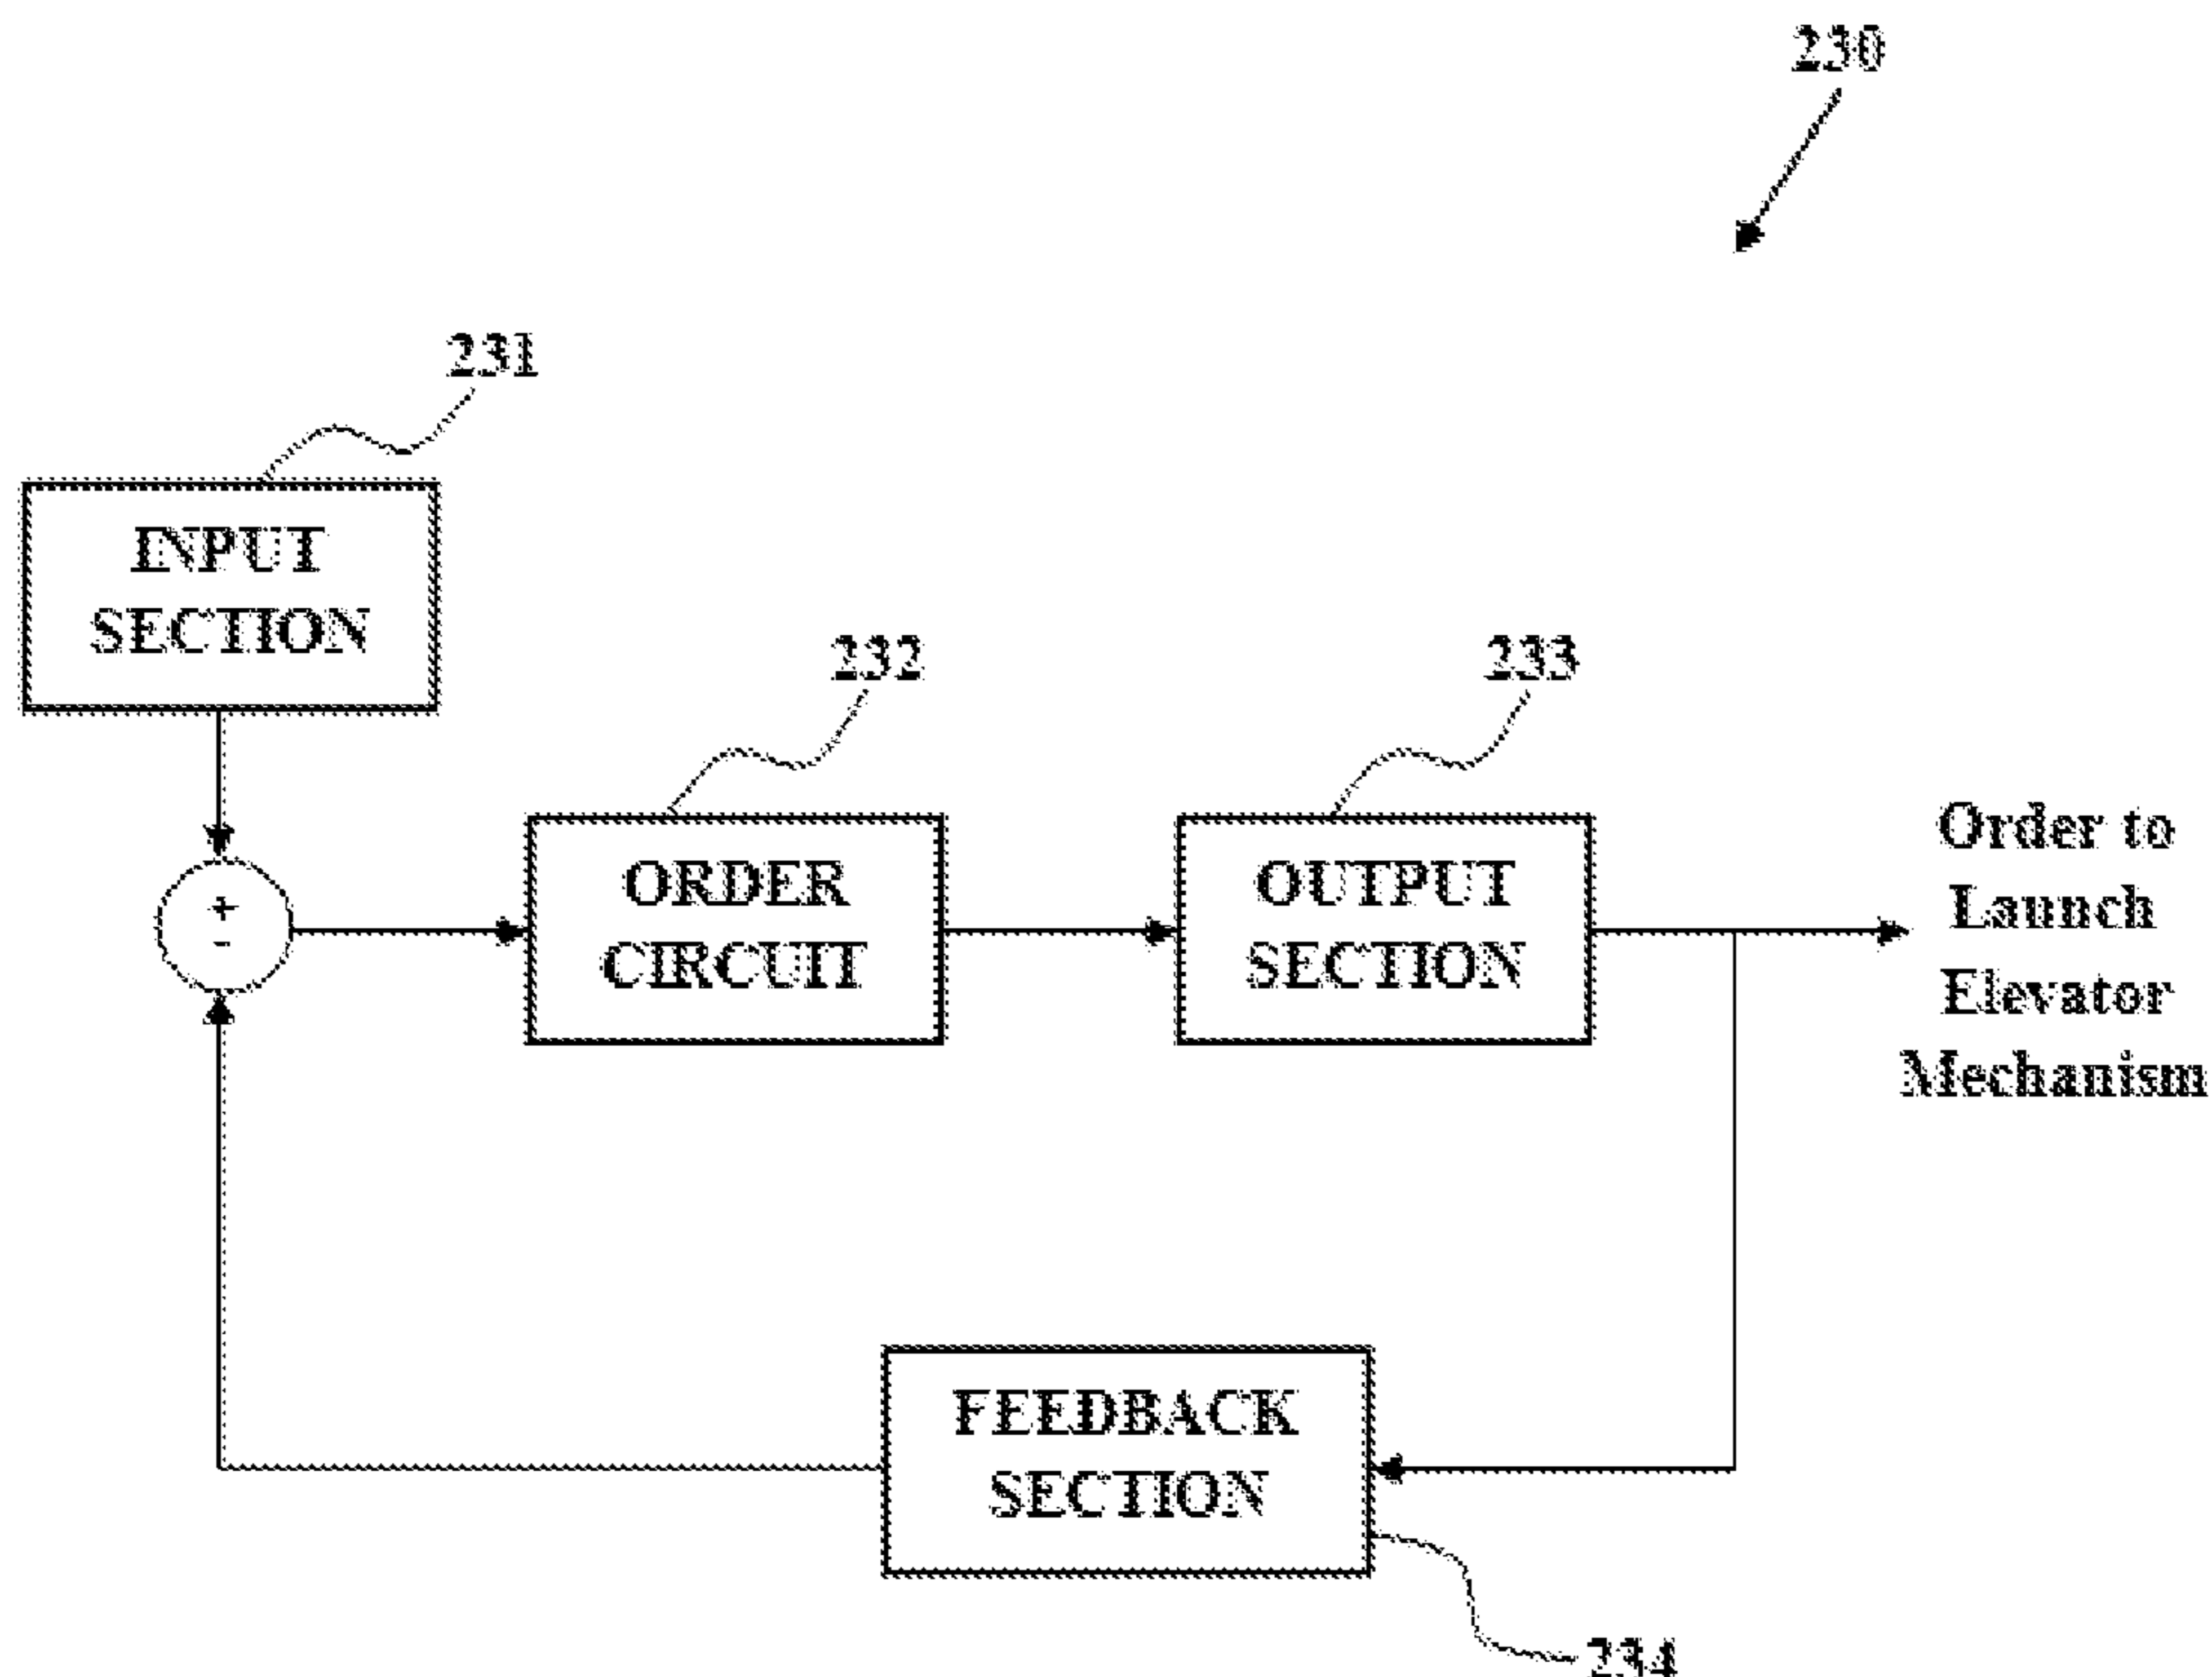 230
231
INPUT
SECTION
232
233
+
-
ORDER
CIRCUIT
OUTPUT
SECTION
Order to
Launch
Elevator
Mechanism
FEEDBACK
SECTION
234